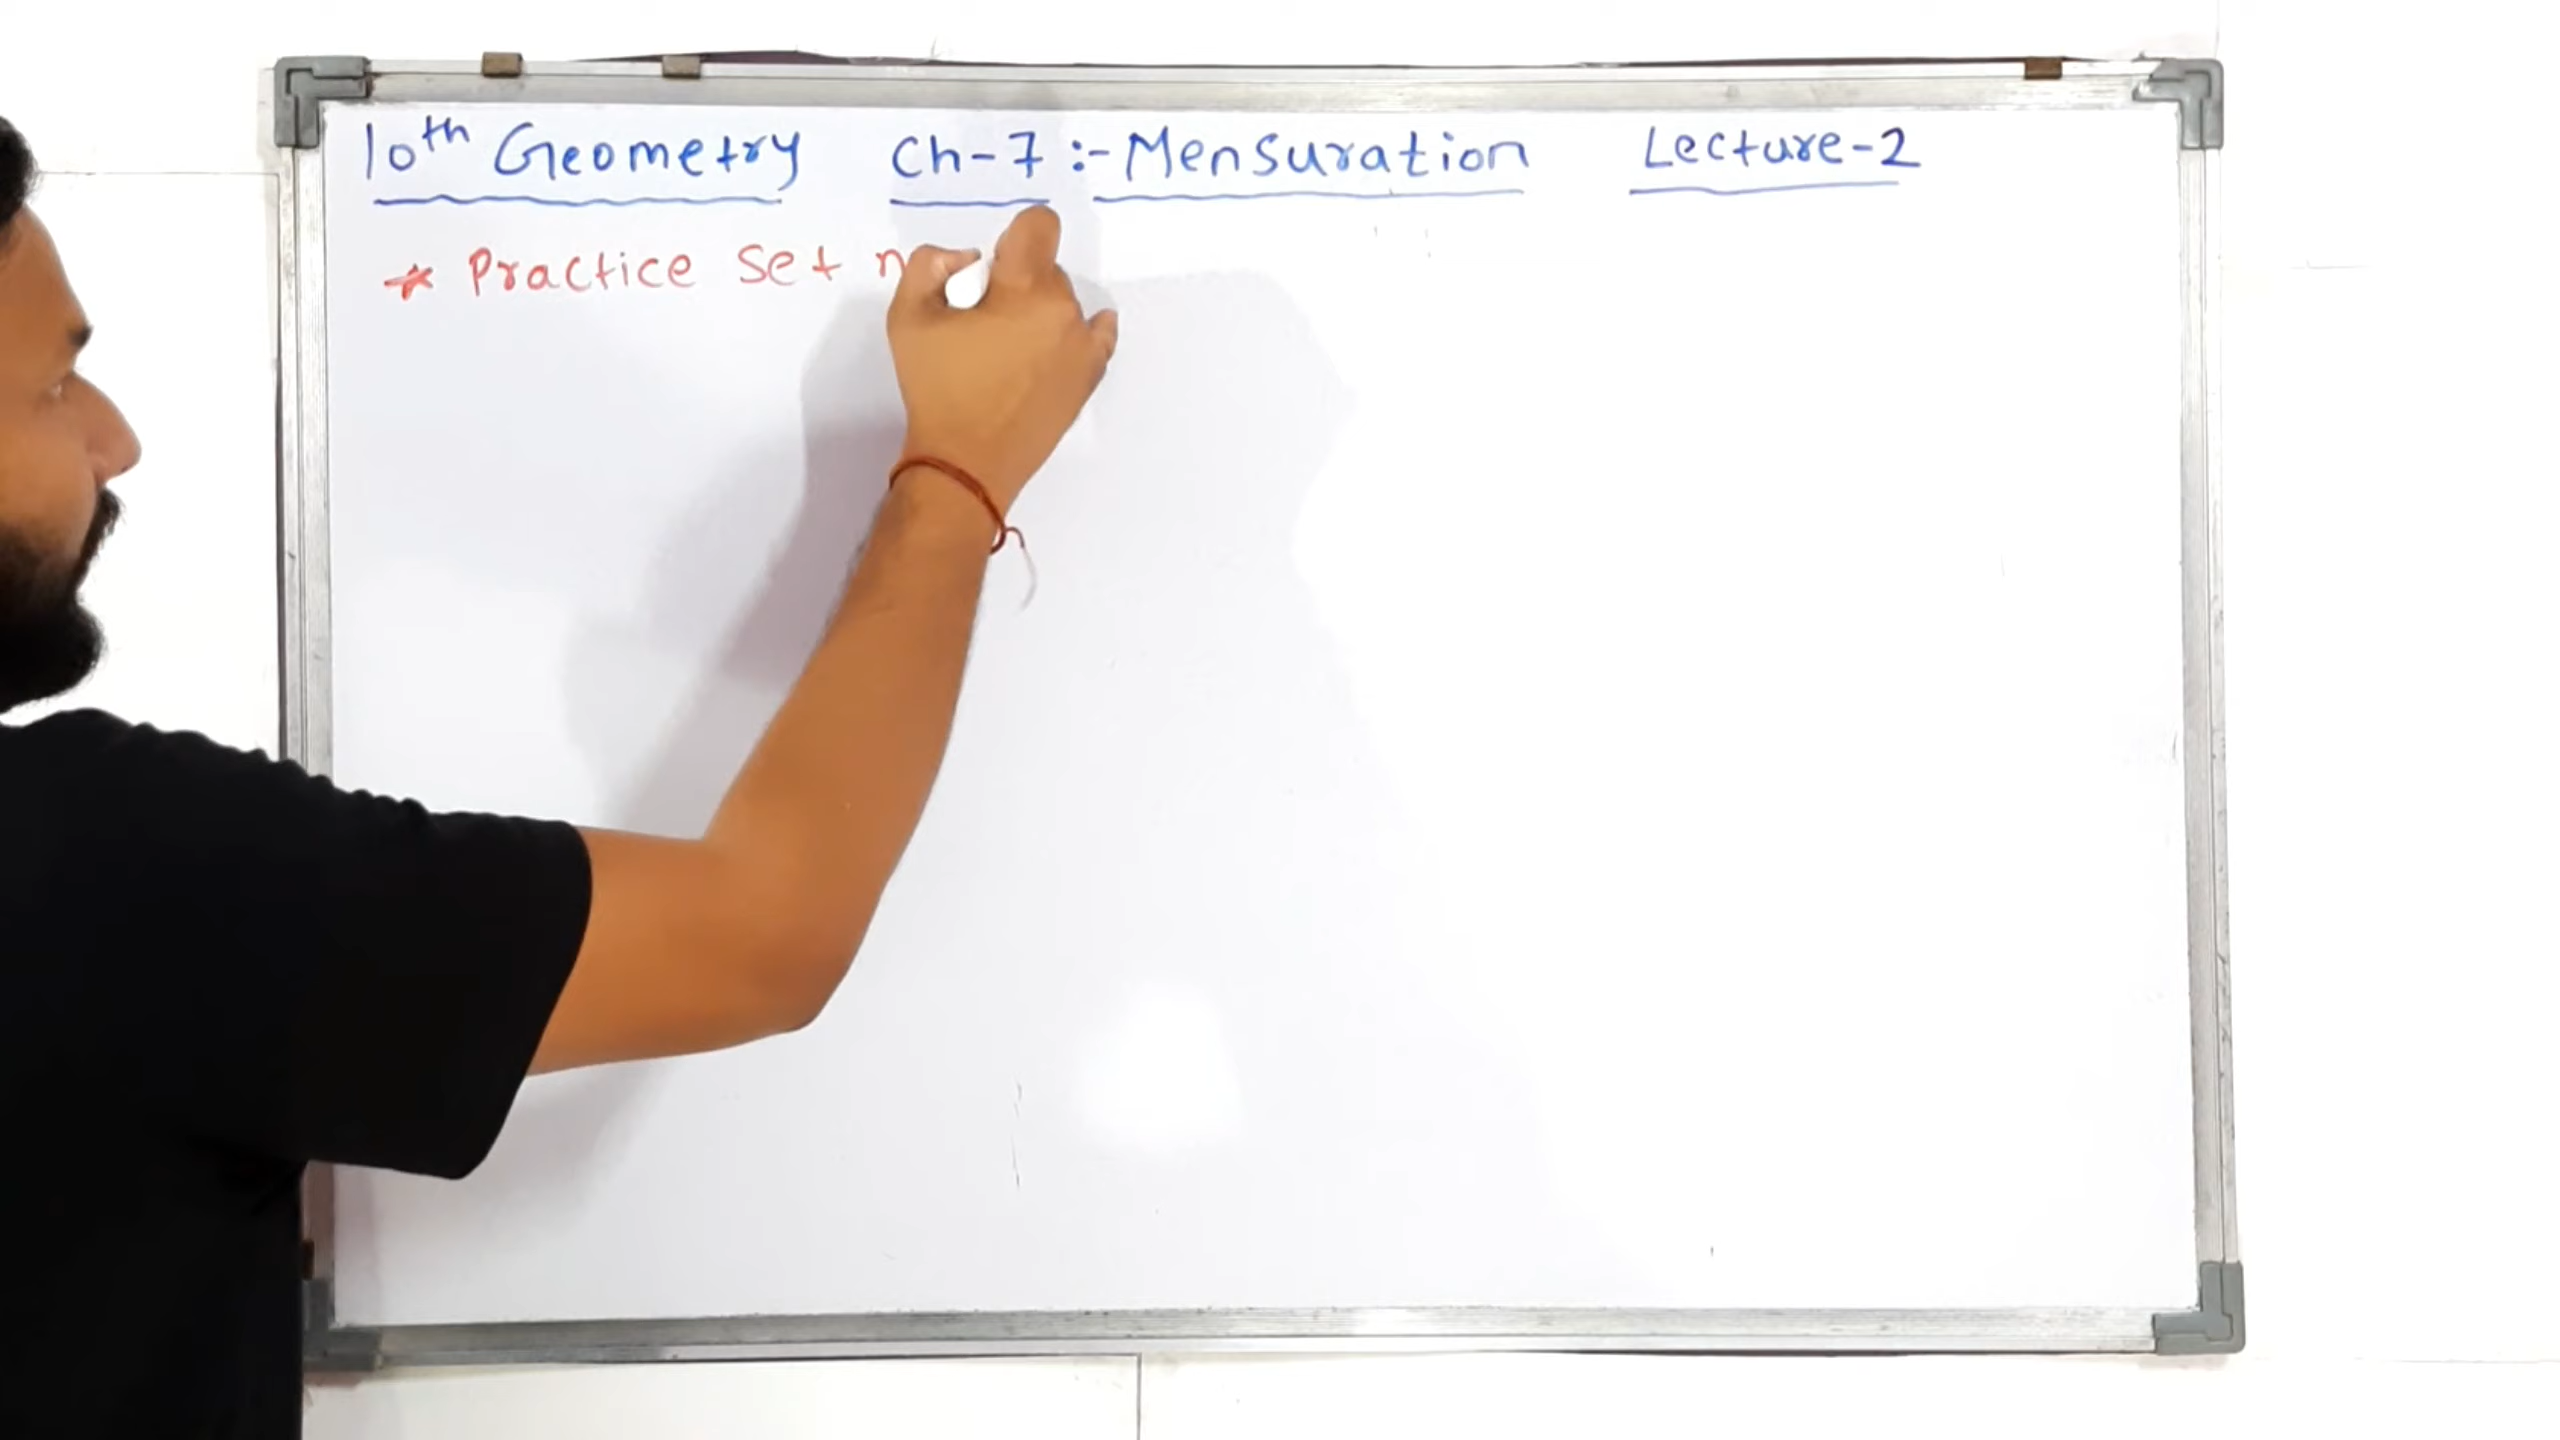 10th Geometry Ch-7 :- Mensuration Lecture-2
* Practice Set n